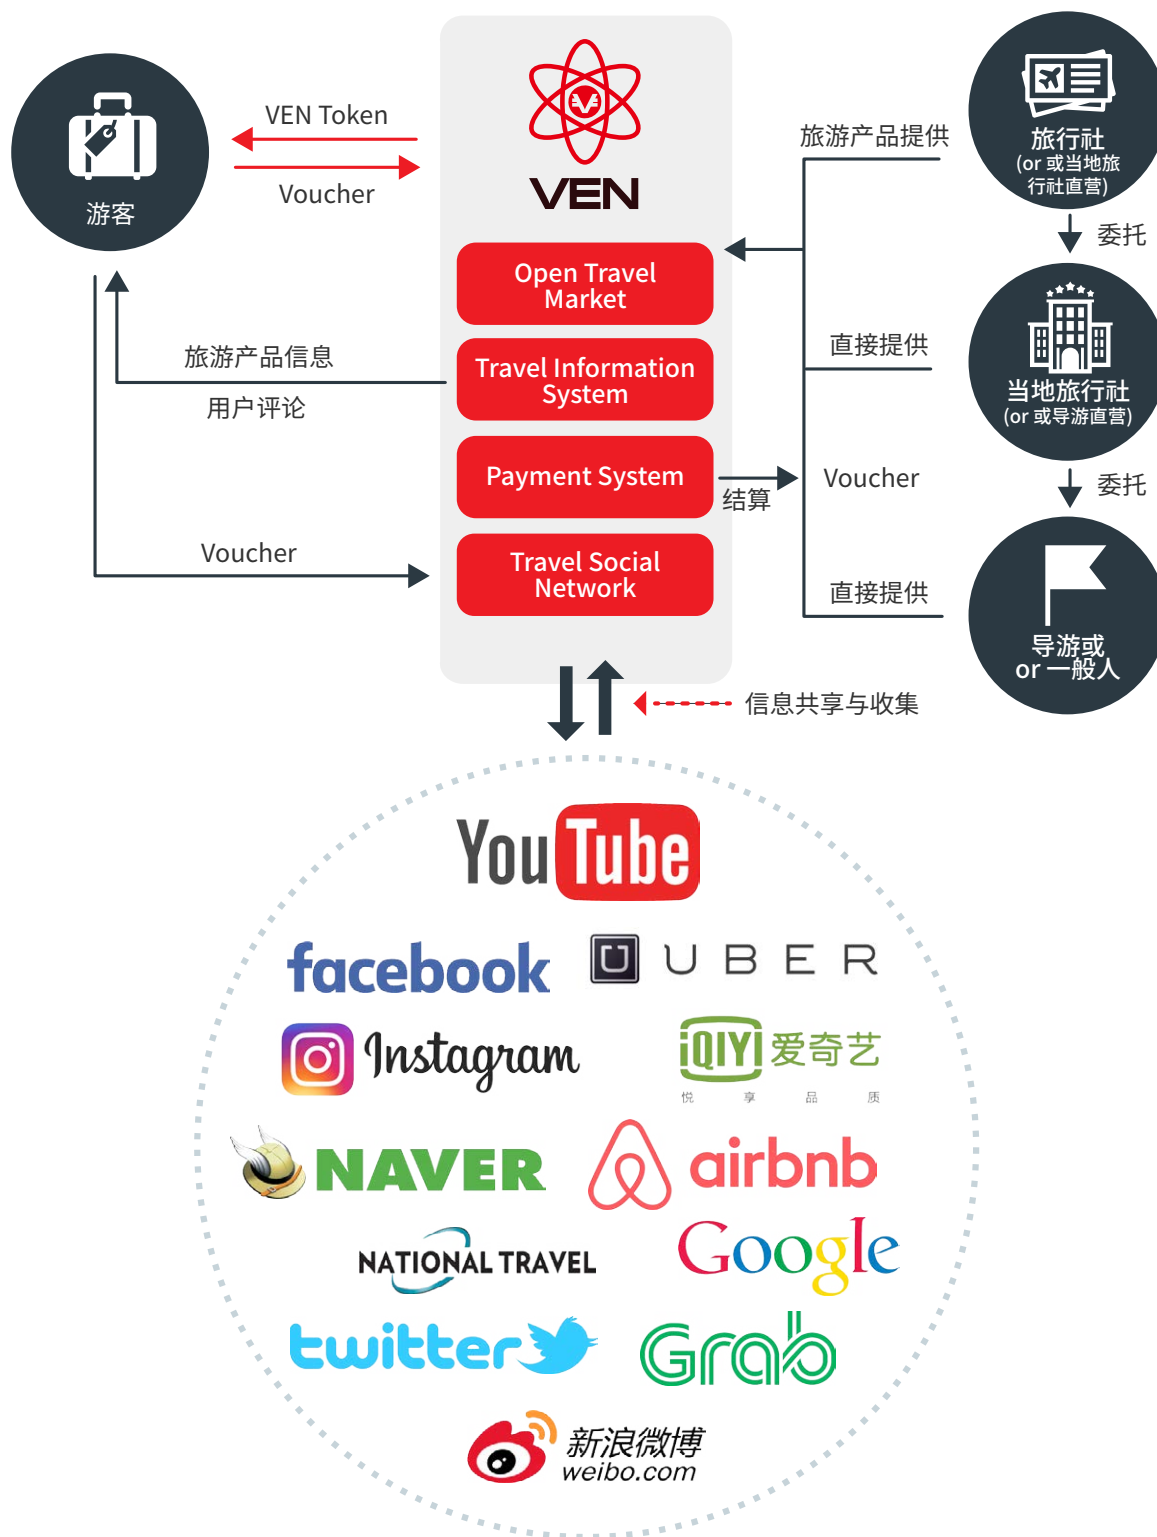 VEN Token
Voucher
游客
VEN
旅游产品提供
旅行社
(or 或当地旅
行社直营)
委托
Open Travel
Market
直接提供
当地旅行社
(or 或导游直营)
旅游产品信息
用户评论
Travel Information
System
Payment System
结算
Voucher
委托
Voucher
Travel Social
Network
直接提供
导游或
or 一般人
信息共享与收集
YouTube
facebook
U UBER
Instagram
iQIYI 爱奇艺
悦享品质
NAVER
airbnb
NATIONAL TRAVEL
Google
twitter
Grab
新浪微博
weibo.com